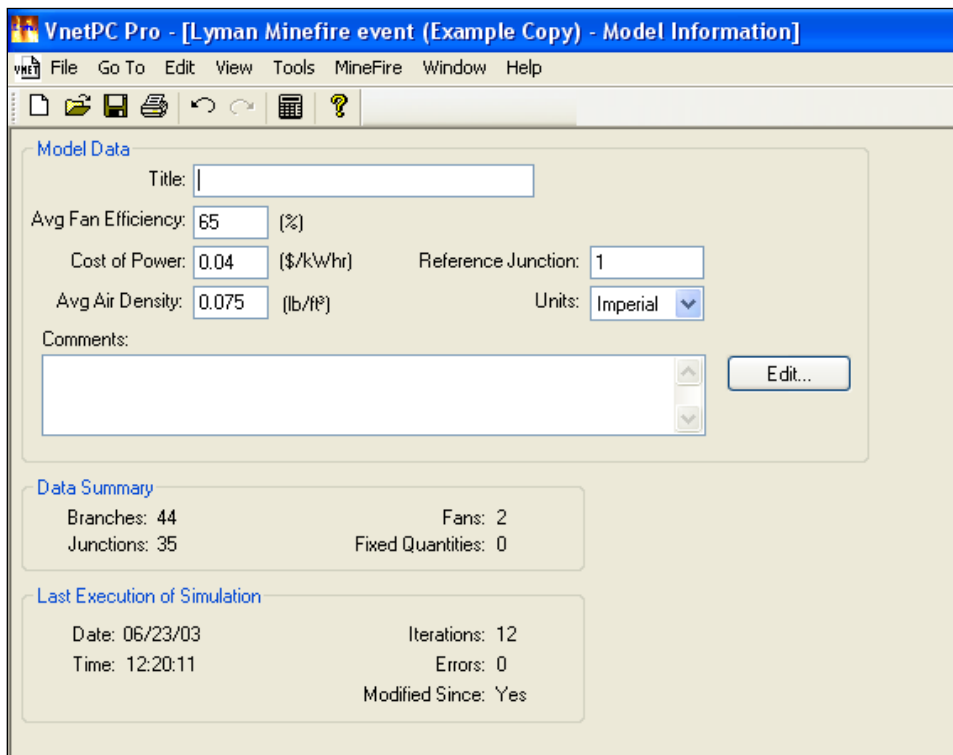 VnetPC Pro - [Lyman Minefire event (Example Copy) - Model Information]
VNET File Go To Edit View Tools MineFire Window Help
Model Data
Title:
Avg Fan Efficiency: 65 (%)
Cost of Power: 0.04 ($/kWhr) Reference Junction: 1
Avg Air Density: 0.075 (lb/ft³) Units: Imperial
Comments:
Edit...
Data Summary
Branches: 44 Fans: 2
Junctions: 35 Fixed Quantities: 0
Last Execution of Simulation
Date: 06/23/03 Iterations: 12
Time: 12:20:11 Errors: 0
Modified Since: Yes